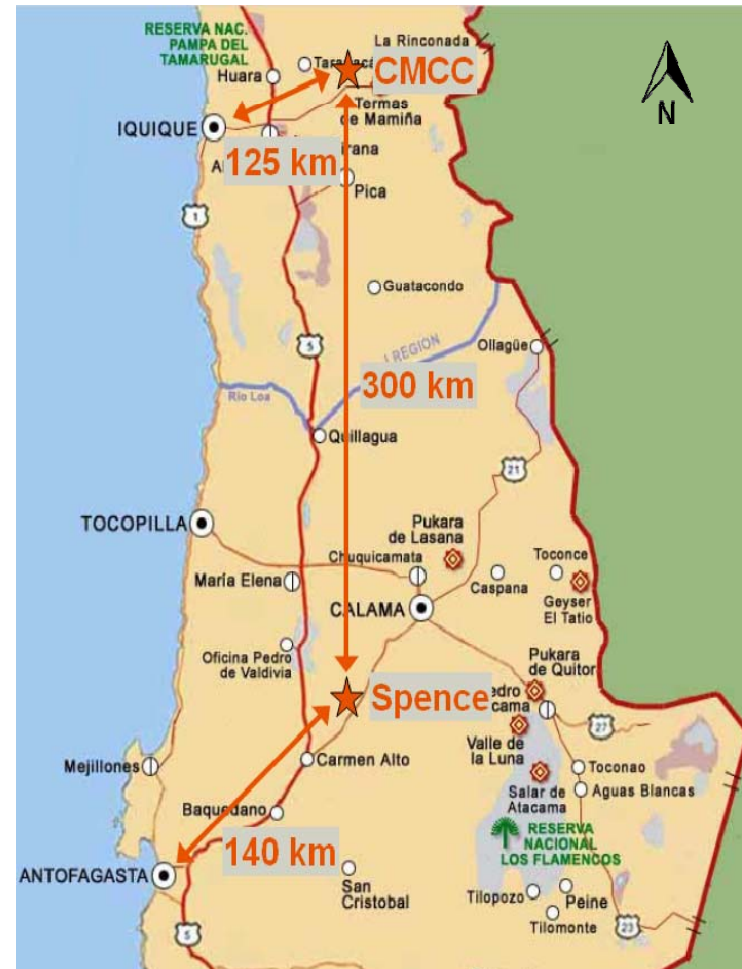 RESERVA NAC.
PAMPA DEL
TAMARUGAL
La Rinconada
Huara
CMCC
Termas
de Mamiña
IQUIQUE
125 km
Pica
1
Guatacondo
5
Ollagüe
I REGION
300 km
Río Loa
Quillagua
21
TOCOPILLA
Pukara
de Lasana
Chuquicamata
Toconce
María Elena
Caspana
Geyser
El Tatio
CALAMA
Oficina Pedro
de Valdivia
Pukara
de Quitor
Spence
27
Valle de
la Luna
Mejillones
Carmen Alto
Toconao
Salar de
Atacama
Aguas Blancas
Baquedano
RESERVA
NACIONAL
LOS FLAMENCOS
140 km
ANTOFAGASTA
San
Cristobal
Tilopozo
Peine
Tilomonte
5
23
N